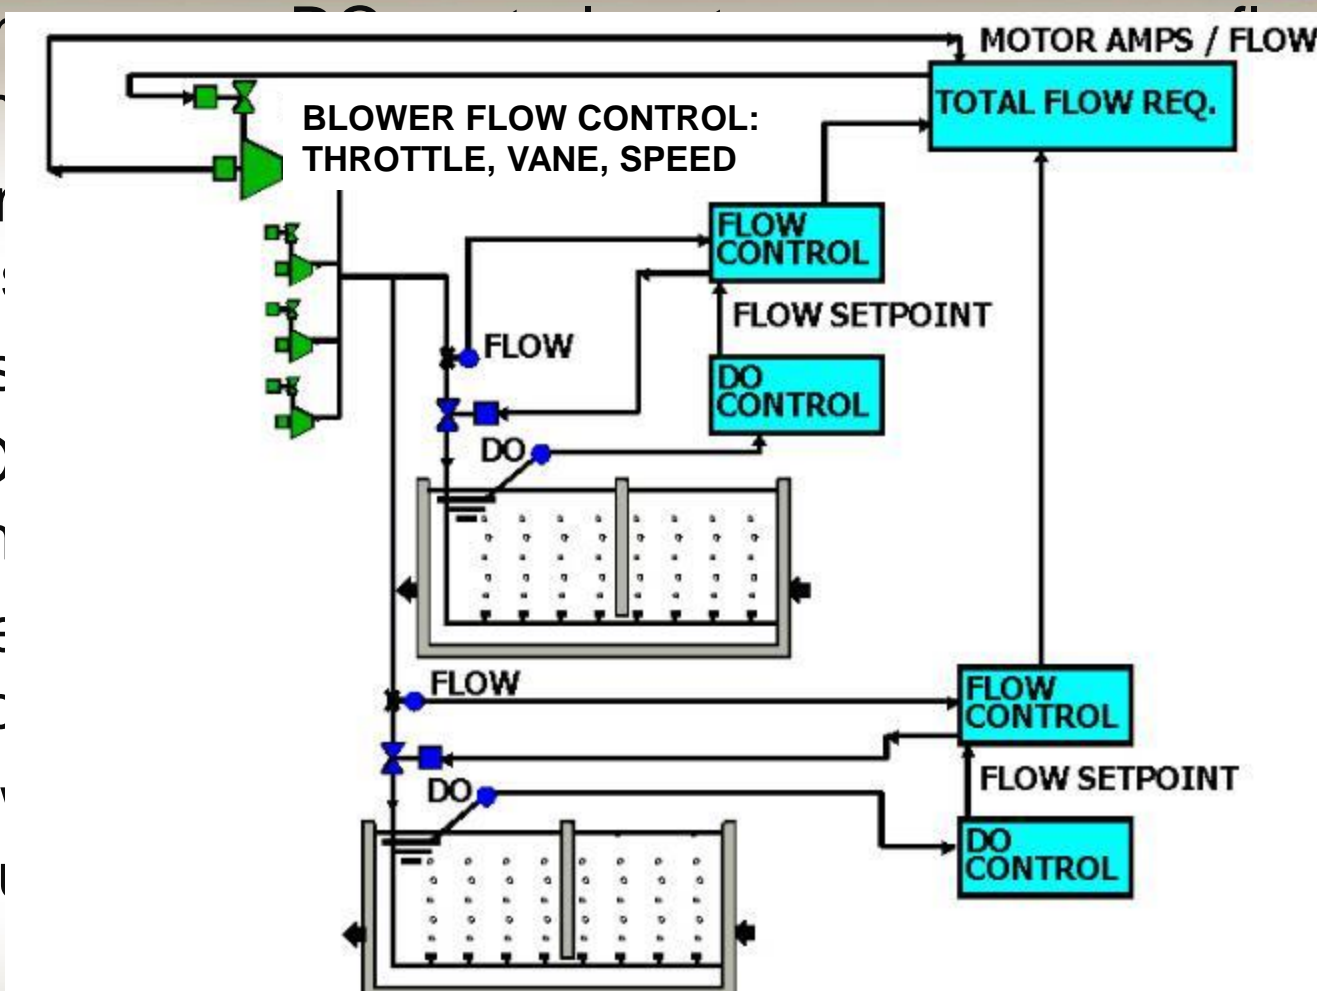 MOTOR AMPS / FLOW
TOTAL FLOW REQ.
BLOWER FLOW CONTROL:
THROTTLE, VANE, SPEED
FLOW
CONTROL
FLOW SETPOINT
FLOW
DO
CONTROL
DO
FLOW
FLOW
CONTROL
FLOW SETPOINT
DO
DO
CONTROL